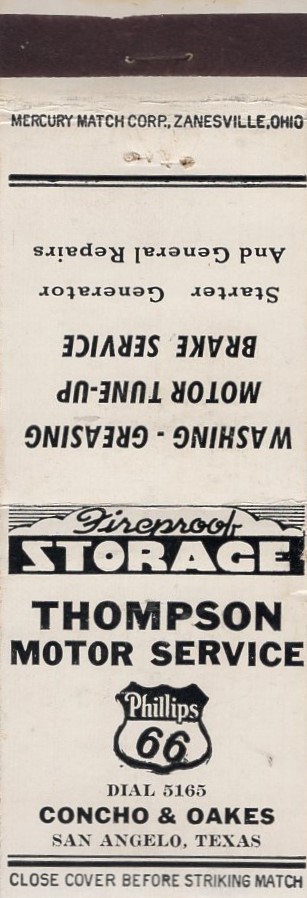 MERCURY MATCH CORP., ZANESVILLE, OHIO
WASHING - GREASING
MOTOR TUNE-UP
BRAKE SERVICE
Starter Generator
And General Repairs
Fireproof
STORAGE
THOMPSON
MOTOR SERVICE
Phillips
66
DIAL 5165
CONCHO & OAKES
SAN ANGELO, TEXAS
CLOSE COVER BEFORE STRIKING MATCH